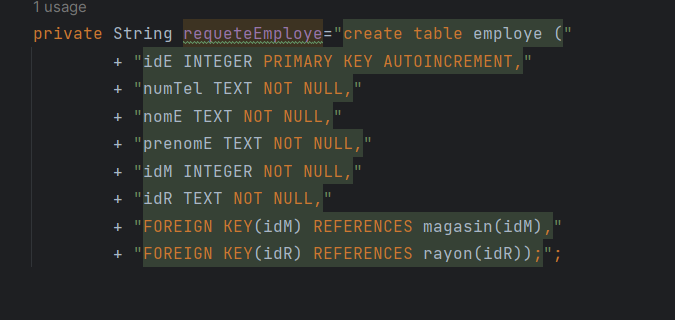 1 usage
private String requeteEmploye="create table employe ("
+ "idE INTEGER PRIMARY KEY AUTOINCREMENT,"
+ "numTel TEXT NOT NULL,"
+ "nomE TEXT NOT NULL,"
+ "prenomE TEXT NOT NULL,"
+ "idM INTEGER NOT NULL,"
+ "idR TEXT NOT NULL,"
+ "FOREIGN KEY(idM) REFERENCES magasin(idM),"
+ "FOREIGN KEY(idR) REFERENCES rayon(idR));";